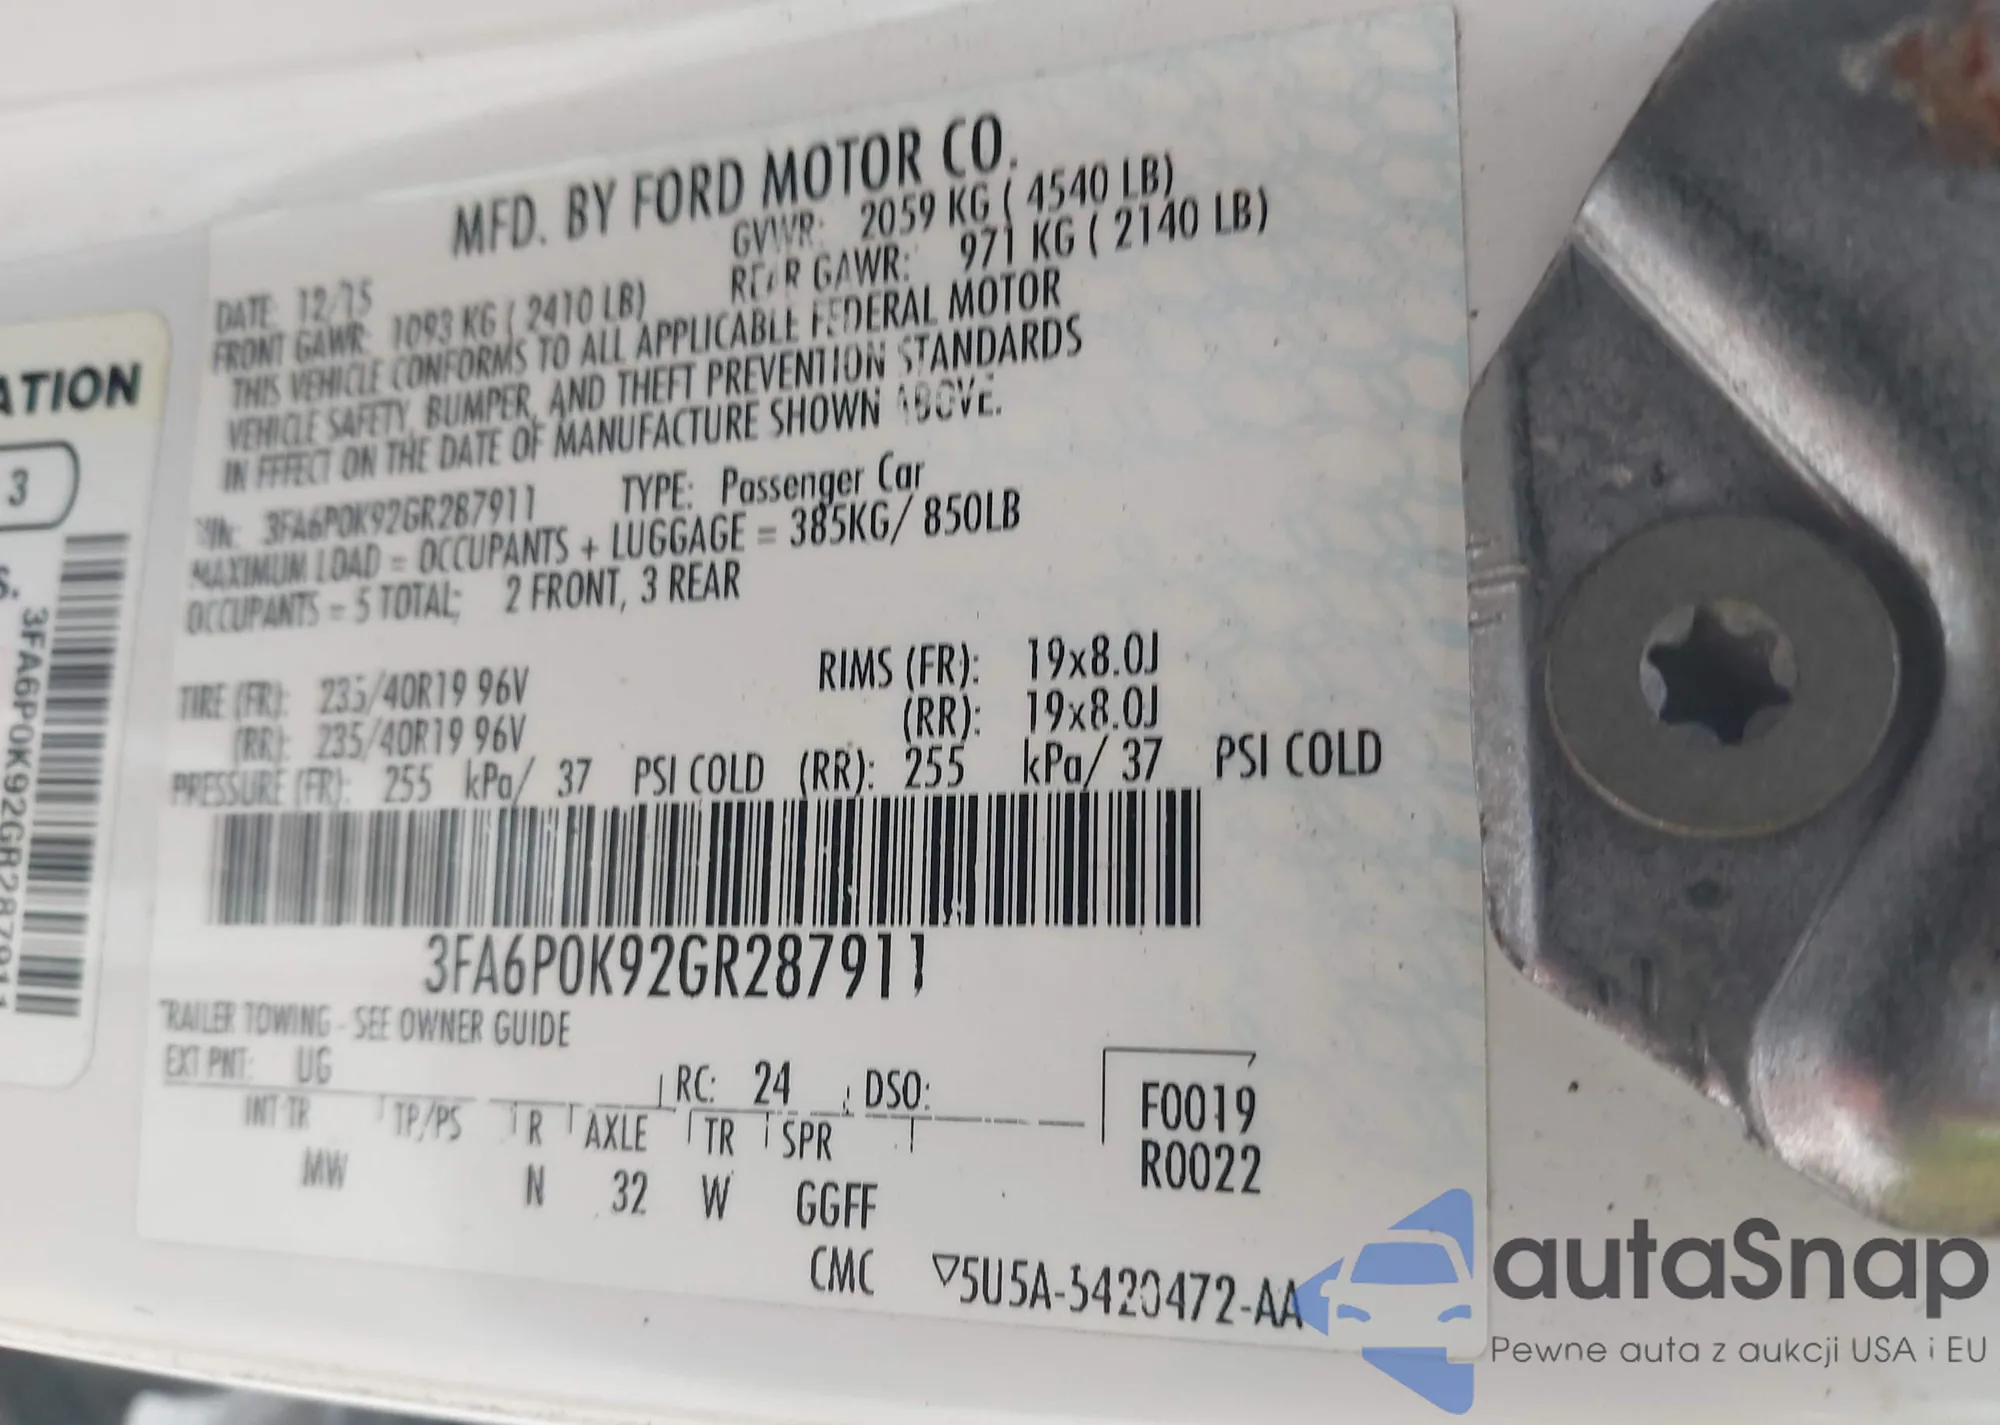 ATION
3
S.
3FA6P0K92GR287911
MFD. BY FORD MOTOR CO.
DATE: 12/15
GVWR: 2059 KG ( 4540 LB)
FRONT GAWR: 1093 KG ( 2410 LB)
REAR GAWR: 971 KG ( 2140 LB)
THIS VEHICLE CONFORMS TO ALL APPLICABLE FEDERAL MOTOR
VEHICLE SAFETY, BUMPER, AND THEFT PREVENTION STANDARDS
IN EFFECT ON THE DATE OF MANUFACTURE SHOWN ABOVE.
VIN: 3FA6P0K92GR287911 TYPE: Passenger Car
MAXIMUM LOAD = OCCUPANTS + LUGGAGE = 385KG/ 850LB
OCCUPANTS = 5 TOTAL; 2 FRONT, 3 REAR
TIRE (FR): 235/40R19 96V RIMS (FR): 19x8.0J
(RR): 235/40R19 96V (RR): 19x8.0J
PRESSURE (FR): 255 kPa/ 37 PSI COLD (RR): 255 kPa/ 37 PSI COLD
3FA6P0K92GR287911
TRAILER TOWING - SEE OWNER GUIDE
EXT PNT: UG RC: 24 DSO:
INT TR TP/PS R AXLE TR SPR
F0019
R0022
MW N 32 W GGFF
CMC ▽5U5A-5420472-AA
autaSnap
Pewne auta z aukcji USA i EU